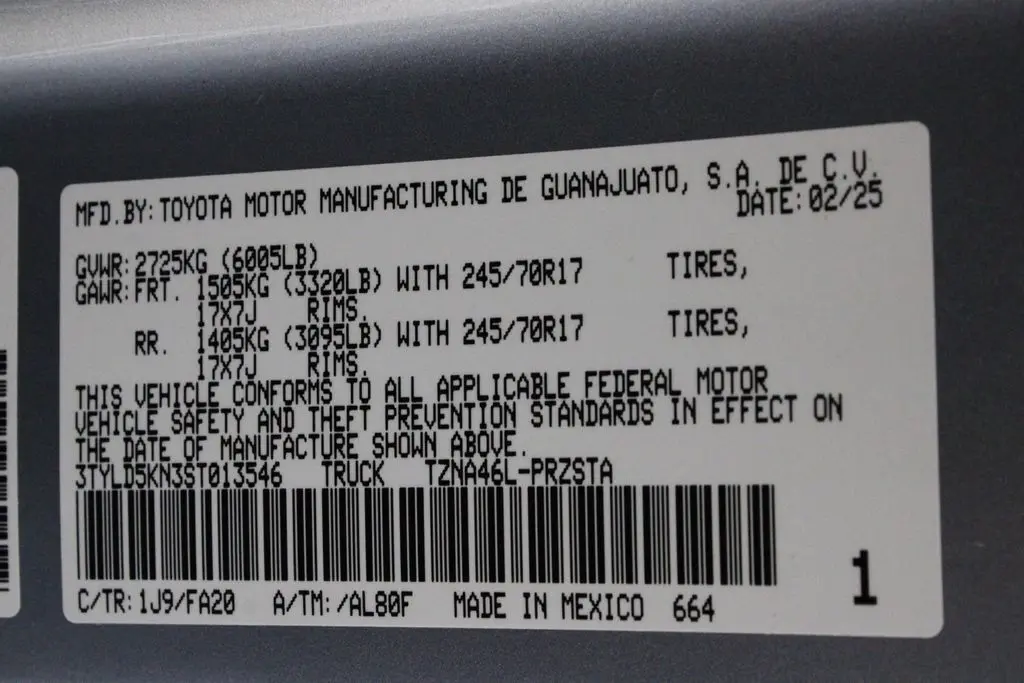 MFD.BY:TOYOTA MOTOR MANUFACTURING DE GUANAJUATO, S.A. DE C.V.
DATE:02/25
GVWR:2725KG (6005LB)
GAWR:FRT. 1505KG (3320LB) WITH 245/70R17 TIRES,
17X7J RIMS.
RR. 1405KG (3095LB) WITH 245/70R17 TIRES,
17X7J RIMS.
THIS VEHICLE CONFORMS TO ALL APPLICABLE FEDERAL MOTOR
VEHICLE SAFETY AND THEFT PREVENTION STANDARDS IN EFFECT ON
THE DATE OF MANUFACTURE SHOWN ABOVE.
3TYLD5KN3ST013546 TRUCK TZNA46L-PRZSTA
C/TR:1J9/FA20 A/TM:/AL80F MADE IN MEXICO 664
1